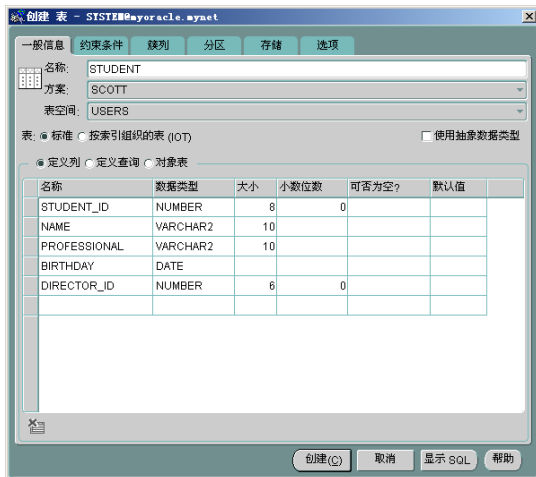 创建 表 - SYSTEM@myoracle.mynet
一般信息 约束条件 簇列 分区 存储 选项
名称: STUDENT
方案: SCOTT
表空间: USERS
表: 标准 按索引组织的表 (IOT) 使用抽象数据类型
定义列 定义查询 对象表
名称 数据类型 大小 小数位数 可否为空? 默认值
STUDENT_ID NUMBER 8 0
NAME VARCHAR2 10
PROFESSIONAL VARCHAR2 10
BIRTHDAY DATE
DIRECTOR_ID NUMBER 6 0
创建(C) 取消 显示 SQL 帮助